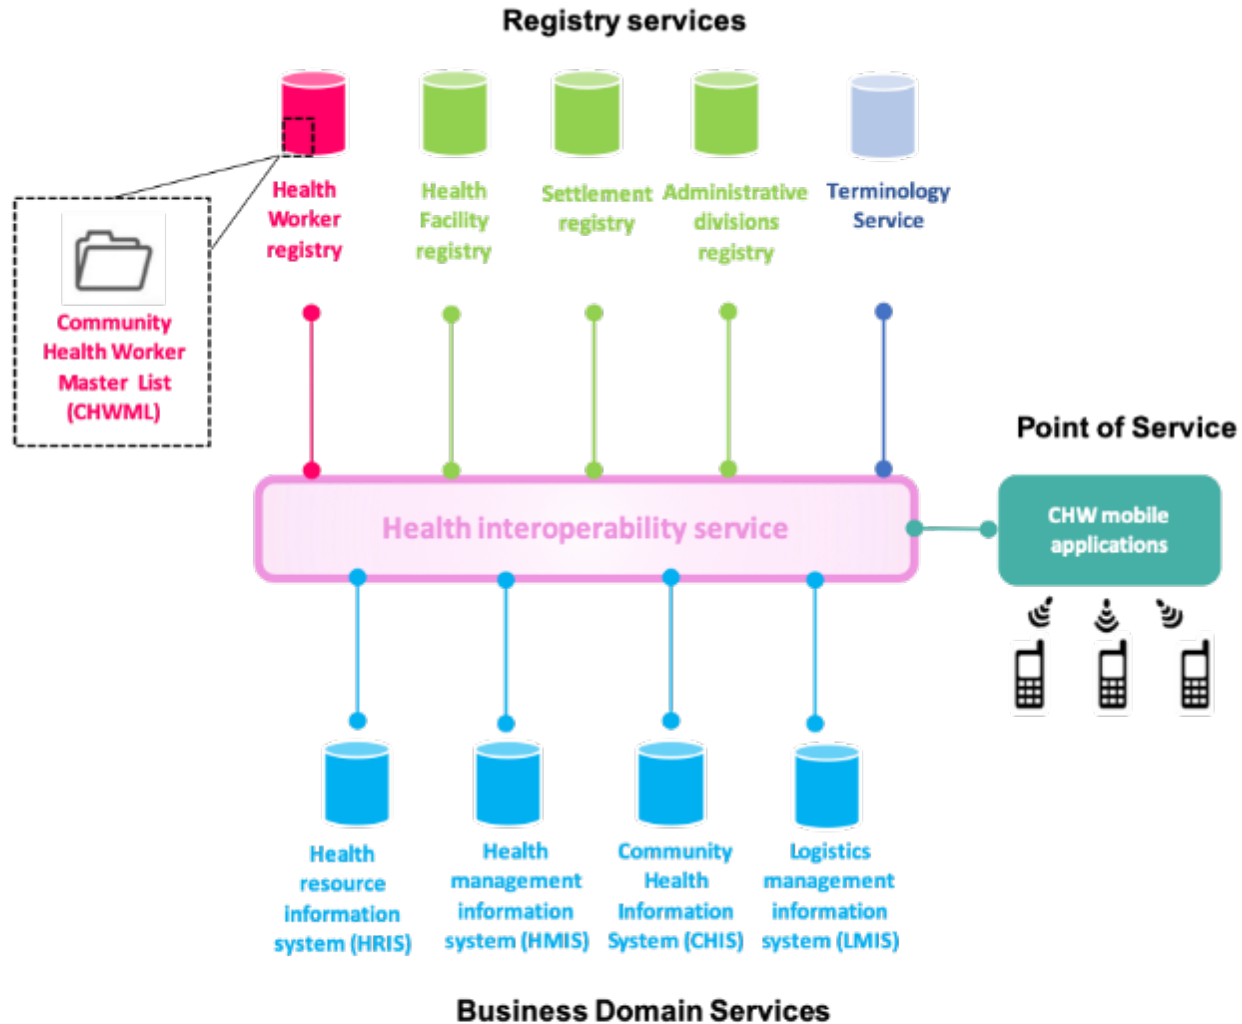 Registry services
Health
Worker
registry
Health
Facility
registry
Settlement
registry
Administrative
divisions
registry
Terminology
Service
Community
Health Worker
Master List
(CHWML)
Point of Service
Health interoperability service
CHW mobile
applications
Health
resource
information
system (HRIS)
Health
management
information
system (HMIS)
Community
Health
Information
System (CHIS)
Logistics
management
information
system (LMIS)
Business Domain Services